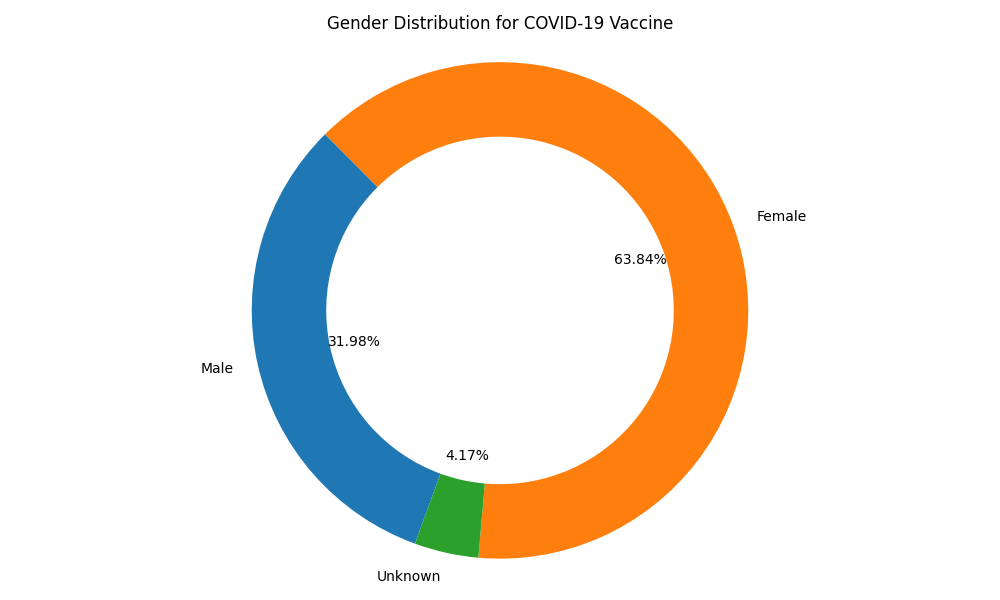 Gender Distribution for COVID-19 Vaccine
Female
63.84%
31.98%
Male
4.17%
Unknown